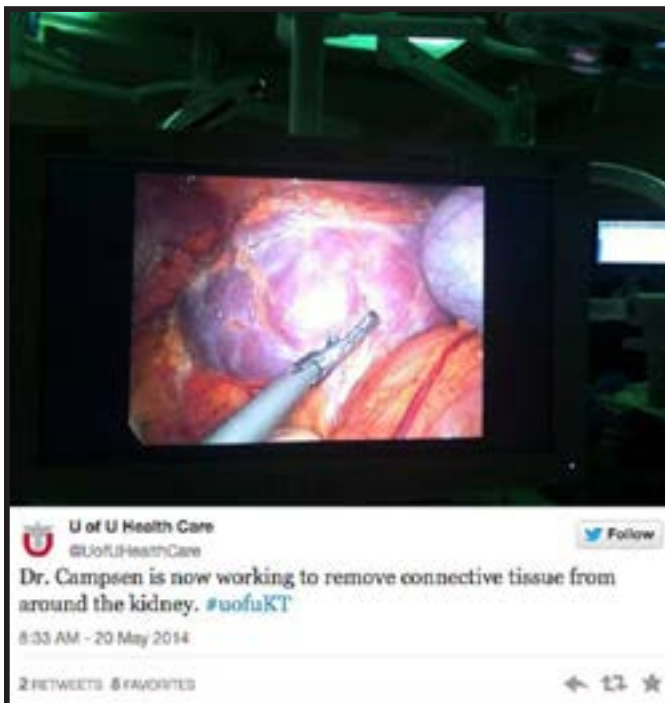 U of U Health Care
@UofUHealthCare
Follow
Dr. Campsen is now working to remove connective tissue from
around the kidney. #uofuKT
8:33 AM - 20 May 2014
2 RETWEETS 8 FAVORITES